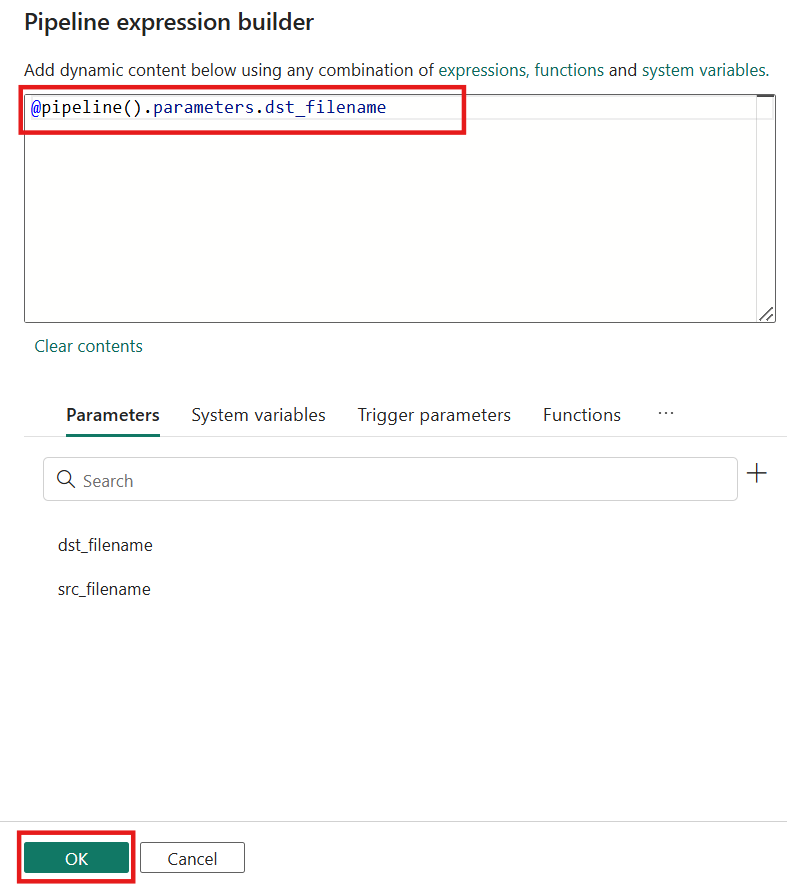 Pipeline expression builder
Add dynamic content below using any combination of expressions, functions and system variables.
@pipeline().parameters.dst_filename
Clear contents
Parameters System variables Trigger parameters Functions ...
Search
dst_filename
src_filename
OK Cancel